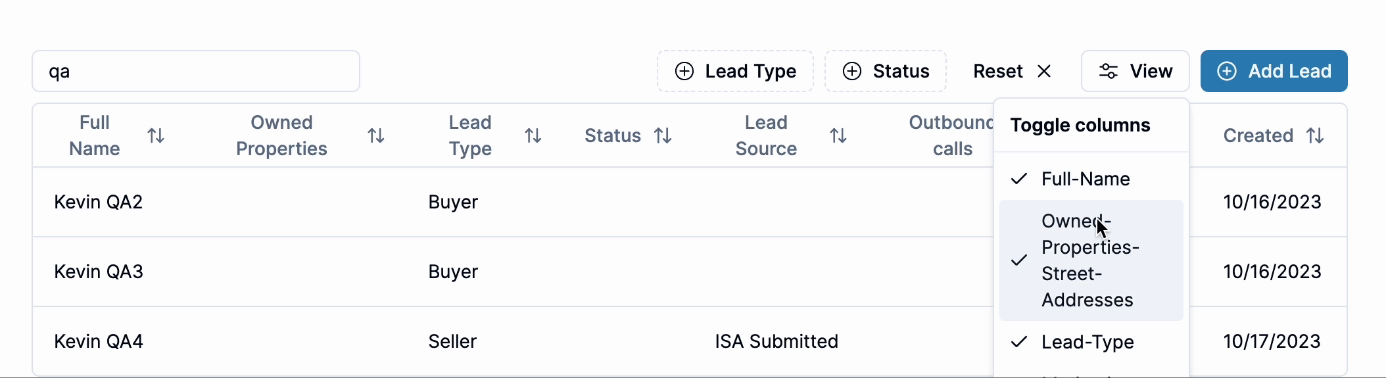 qa
Lead Type
Status
Reset
View
Add Lead
Full
Name
Owned
Properties
Lead
Type
Status
Lead
Source
Outbound
calls
Created
Toggle columns
Full-Name
Owned-
Properties-
Street-
Addresses
Lead-Type
Kevin QA2
Buyer
10/16/2023
Kevin QA3
Buyer
10/16/2023
Kevin QA4
Seller
ISA Submitted
10/17/2023